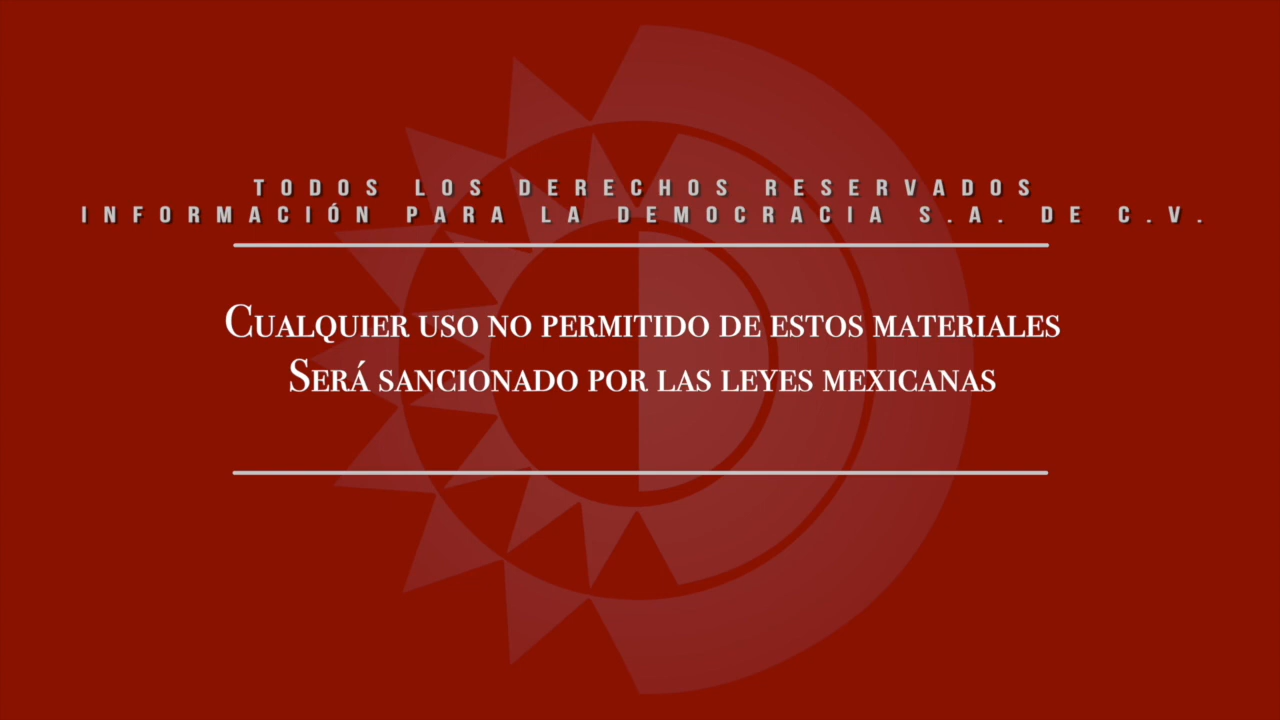 TODOS LOS DERECHOS RESERVADOS
INFORMACIÓN PARA LA DEMOCRACIA S.A. DE C.V.
Cualquier uso no permitido de estos materiales
Será sancionado por las leyes mexicanas